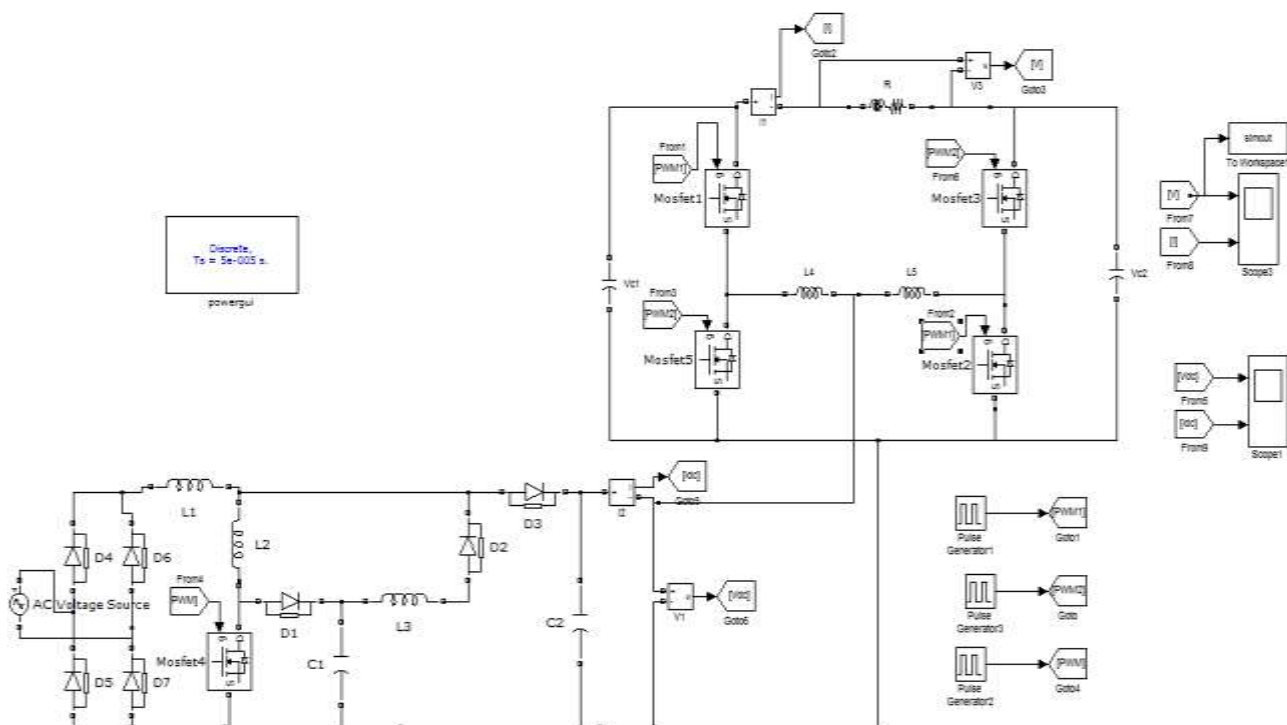 [I]
Goto2
[V]
Goto3
V3
I1
R
From1
[PWM1]
Mosfet1
[PWM2]
From6
Mosfet3
simout
To Workspace1
[V]
From7
[I]
From8
Scope3
Discrete,
Ts = 5e-005 s.
powergui
Vc1
L4
L5
Vc2
From3
[PWM2]
Mosfet5
From2
[PWM1]
Mosfet2
[Vdc]
From5
[Idc]
From9
Scope1
[Idc]
Goto5
I2
L1
D3
D4
D6
L2
D2
From4
[PWM]
AC Voltage Source
D1
L3
C2
V1
[Vdc]
Goto6
Mosfet4
C1
D5
D7
Pulse
Generator1
[PWM1]
Goto1
Pulse
Generator3
[PWM2]
Goto
Pulse
Generator2
[PWM]
Goto4